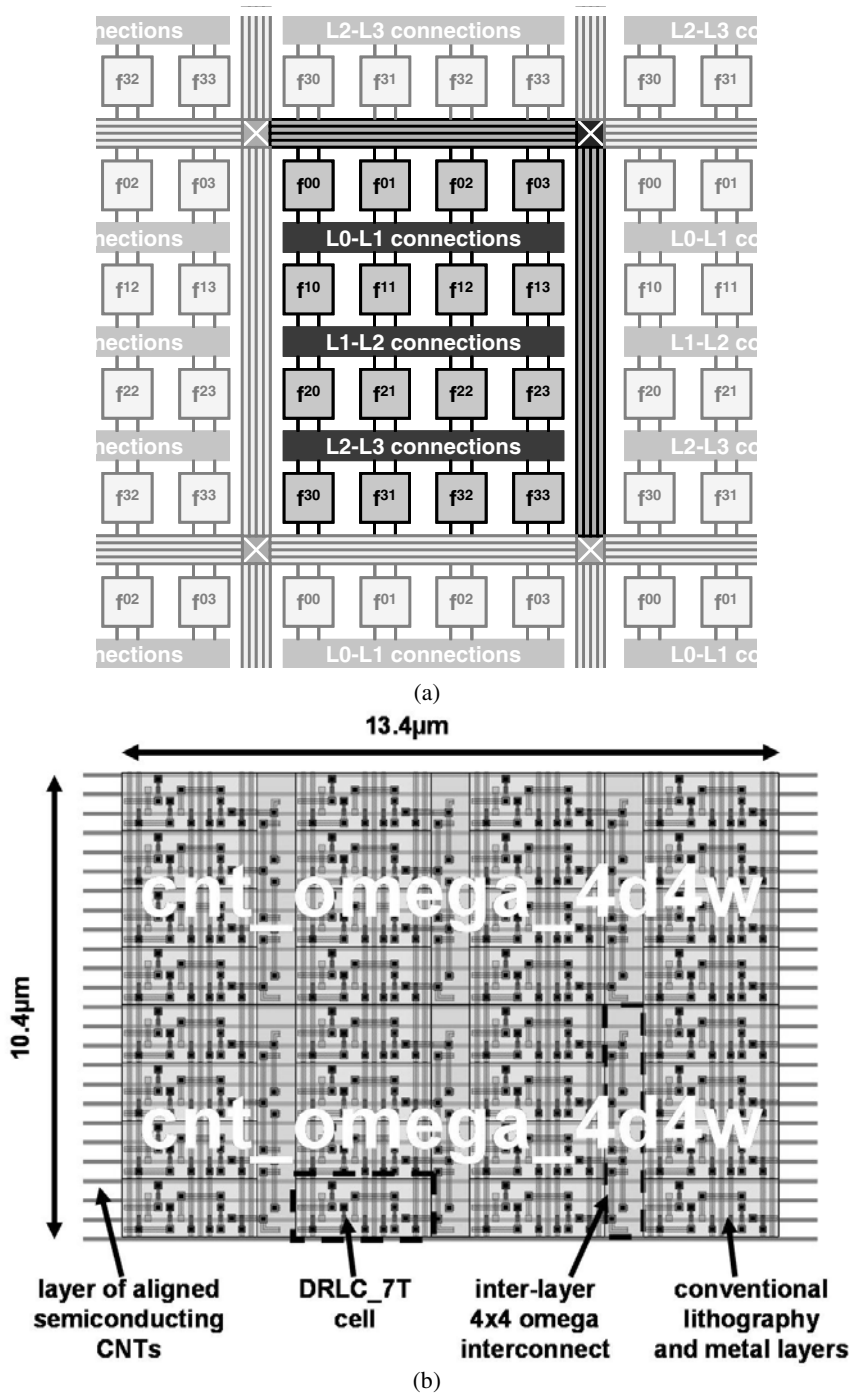 nections L2-L3 connections L2-L3 co
f32 f33 f30 f31 f32 f33 f30 f31
f02 f03 f00 f01 f02 f03 f00 f01
nections L0-L1 connections L0-L1 co
f12 f13 f10 f11 f12 f13 f10 f11
nections L1-L2 connections L1-L2 co
f22 f23 f20 f21 f22 f23 f20 f21
nections L2-L3 connections L2-L3 co
f32 f33 f30 f31 f32 f33 f30 f31
f02 f03 f00 f01 f02 f03 f00 f01
nections L0-L1 connections L0-L1 co
(a)
13.4µm
10.4µm
cnt_omega_4d4w
cnt_omega_4d4w
layer of aligned
semiconducting
CNTs
DRLC_7T
cell
inter-layer
4x4 omega
interconnect
conventional
lithography
and metal layers
(b)